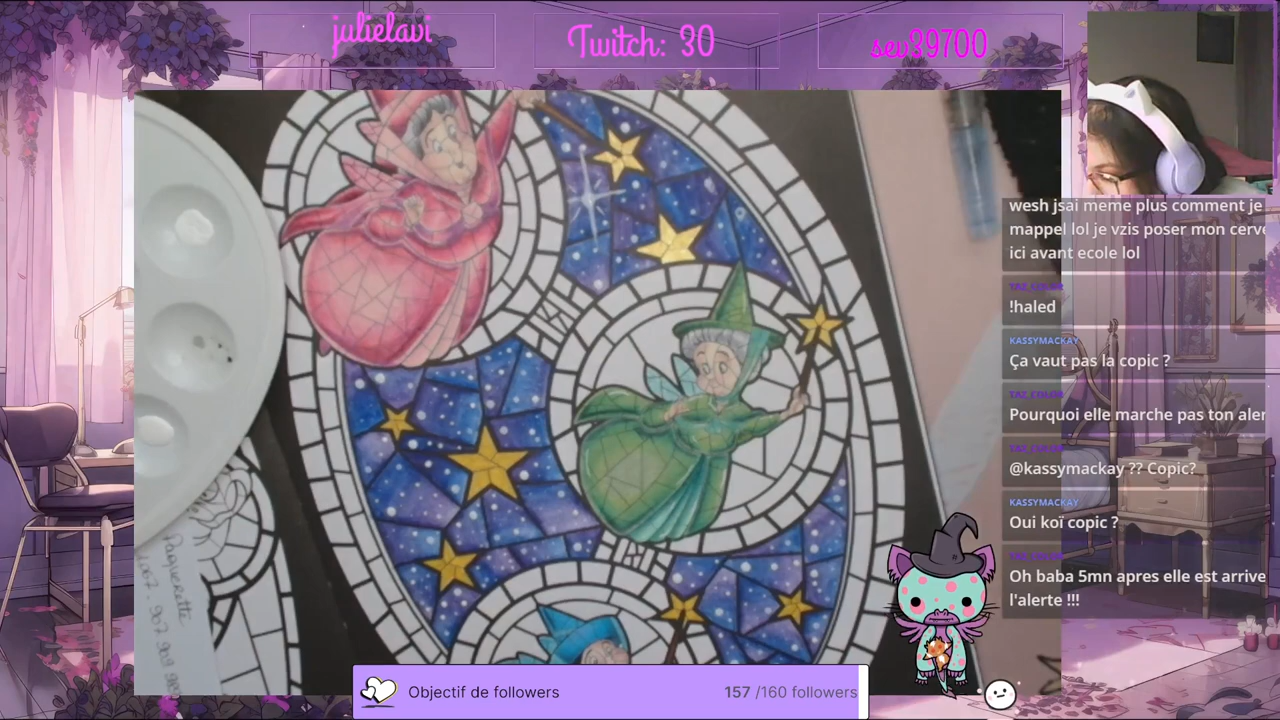 julielavi
Twitch: 30
sev39700
wesh jsai meme plus comment je
mappel lol je vzis poser mon cerve
ici avant ecole lol
!haled
KASSYMACKAY
Ça vaut pas la copic ?
Pourquoi elle marche pas ton aler
@kassymackay ?? Copic?
KASSYMACKAY
Oui koï copic ?
Oh baba 5mn apres elle est arrive
l'alerte !!!
Paquerette
Objectif de followers
157 /160 followers